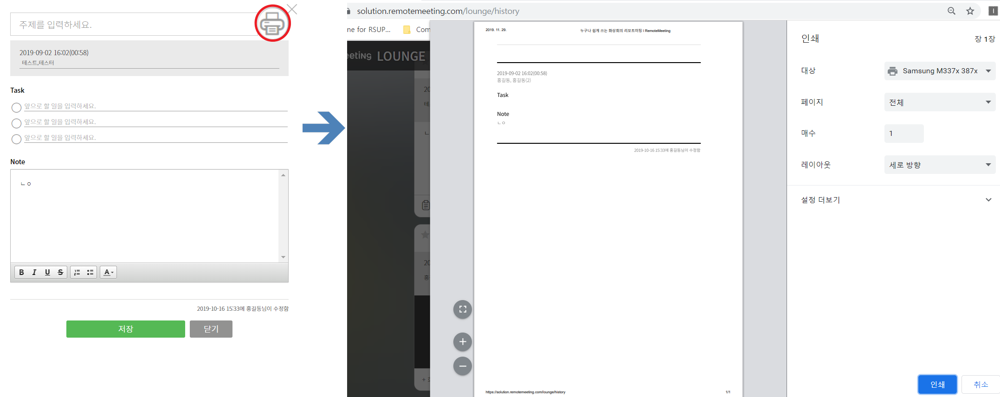 주제를 입력하세요.
2019-09-02 16:02(00:58)
테스트,테스터
Task
앞으로 할 일을 입력하세요.
앞으로 할 일을 입력하세요.
앞으로 할 일을 입력하세요.
Note
ㄴㅇ
B I U S A
2019-10-16 15:33에 홍길동님이 수정함
저장 닫기
solution.remotemeeting.com/lounge/history
ne for RSUP... Com
eeting LOUNGE
20
테
ㄴ
20
홍
+
2019. 11. 29. 누구나 쉽게 쓰는 화상회의 리모트미팅 | RemoteMeeting
2019-09-02 16:02(00:58)
홍길동, 홍길동(2)
Task
Note
ㄴㅇ
2019-10-16 15:33에 홍길동님이 수정함
https://solution.remotemeeting.com/lounge/history 1/1
인쇄 장 1장
대상 Samsung M337x 387x
페이지 전체
매수 1
레이아웃 세로 방향
설정 더보기
인쇄 취소